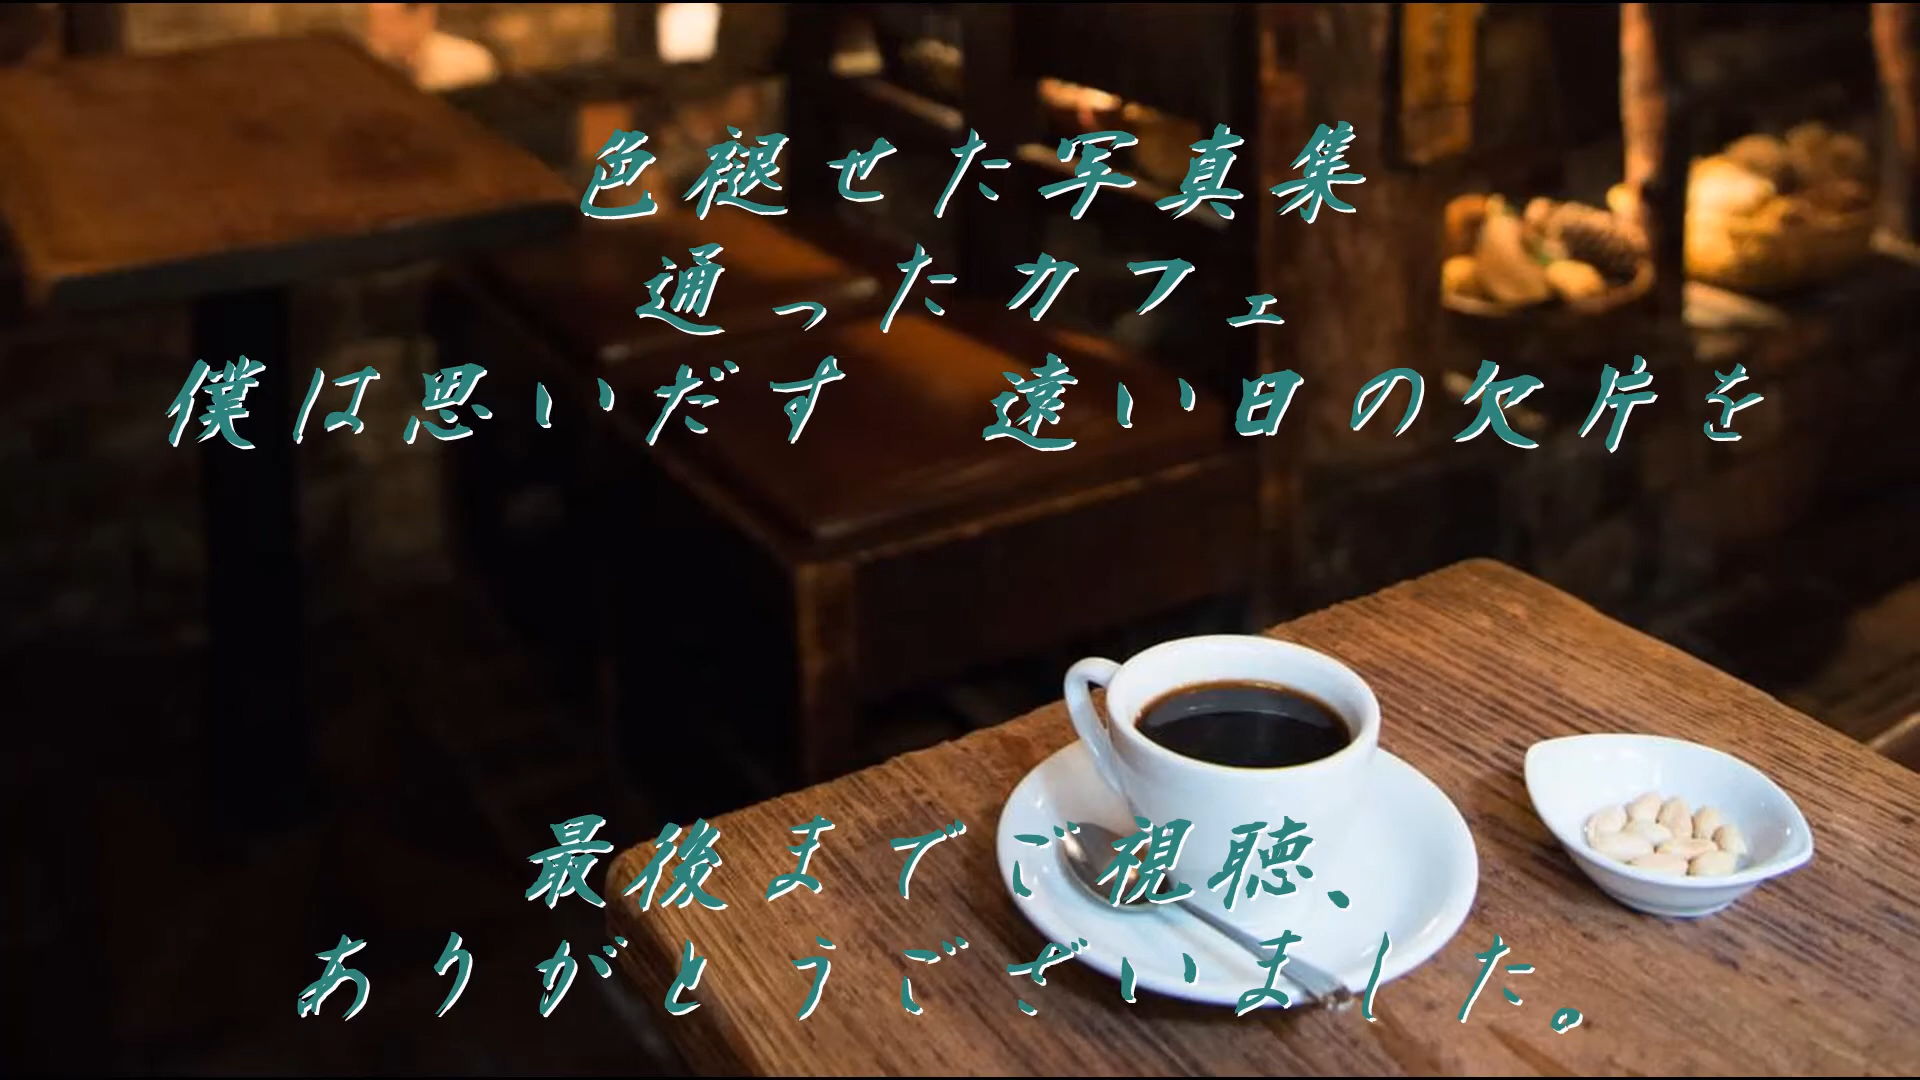 色褪せた写真集
通ったカフェ
僕は思いだす　遠い日の欠片を
最後までご視聴、
ありがとうございました。